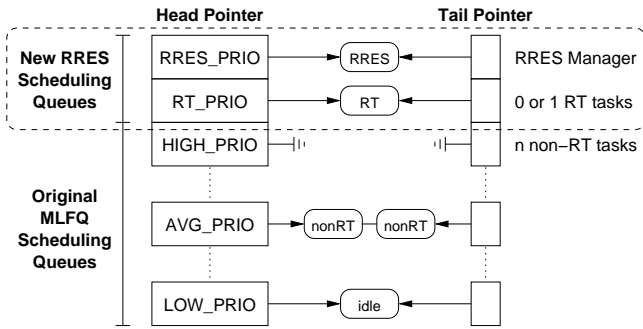 Head Pointer
Tail Pointer
New RRES
Scheduling
Queues
RRES_PRIO
RRES
RRES Manager
RT_PRIO
RT
0 or 1 RT tasks
HIGH_PRIO
n non−RT tasks
Original
MLFQ
Scheduling
Queues
AVG_PRIO
nonRT
nonRT
LOW_PRIO
idle